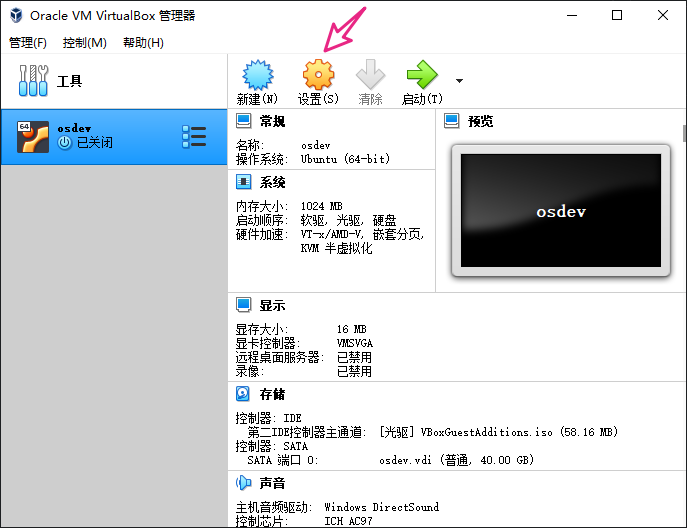 Oracle VM VirtualBox 管理器
管理(F) 控制(M) 帮助(H)
工具
新建(N) 设置(S) 清除 启动(T)
64
osdev
已关闭
常规
名称: osdev
操作系统: Ubuntu (64-bit)
预览
osdev
系统
内存大小: 1024 MB
启动顺序: 软驱, 光驱, 硬盘
硬件加速: VT-x/AMD-V, 嵌套分页,
KVM 半虚拟化
显示
显存大小: 16 MB
显卡控制器: VMSVGA
远程桌面服务器: 已禁用
录像: 已禁用
存储
控制器: IDE
第二IDE控制器主通道: [光驱] VBoxGuestAdditions.iso (58.16 MB)
控制器: SATA
SATA 端口 0: osdev.vdi (普通, 40.00 GB)
声音
主机音频驱动: Windows DirectSound
控制芯片: ICH AC97